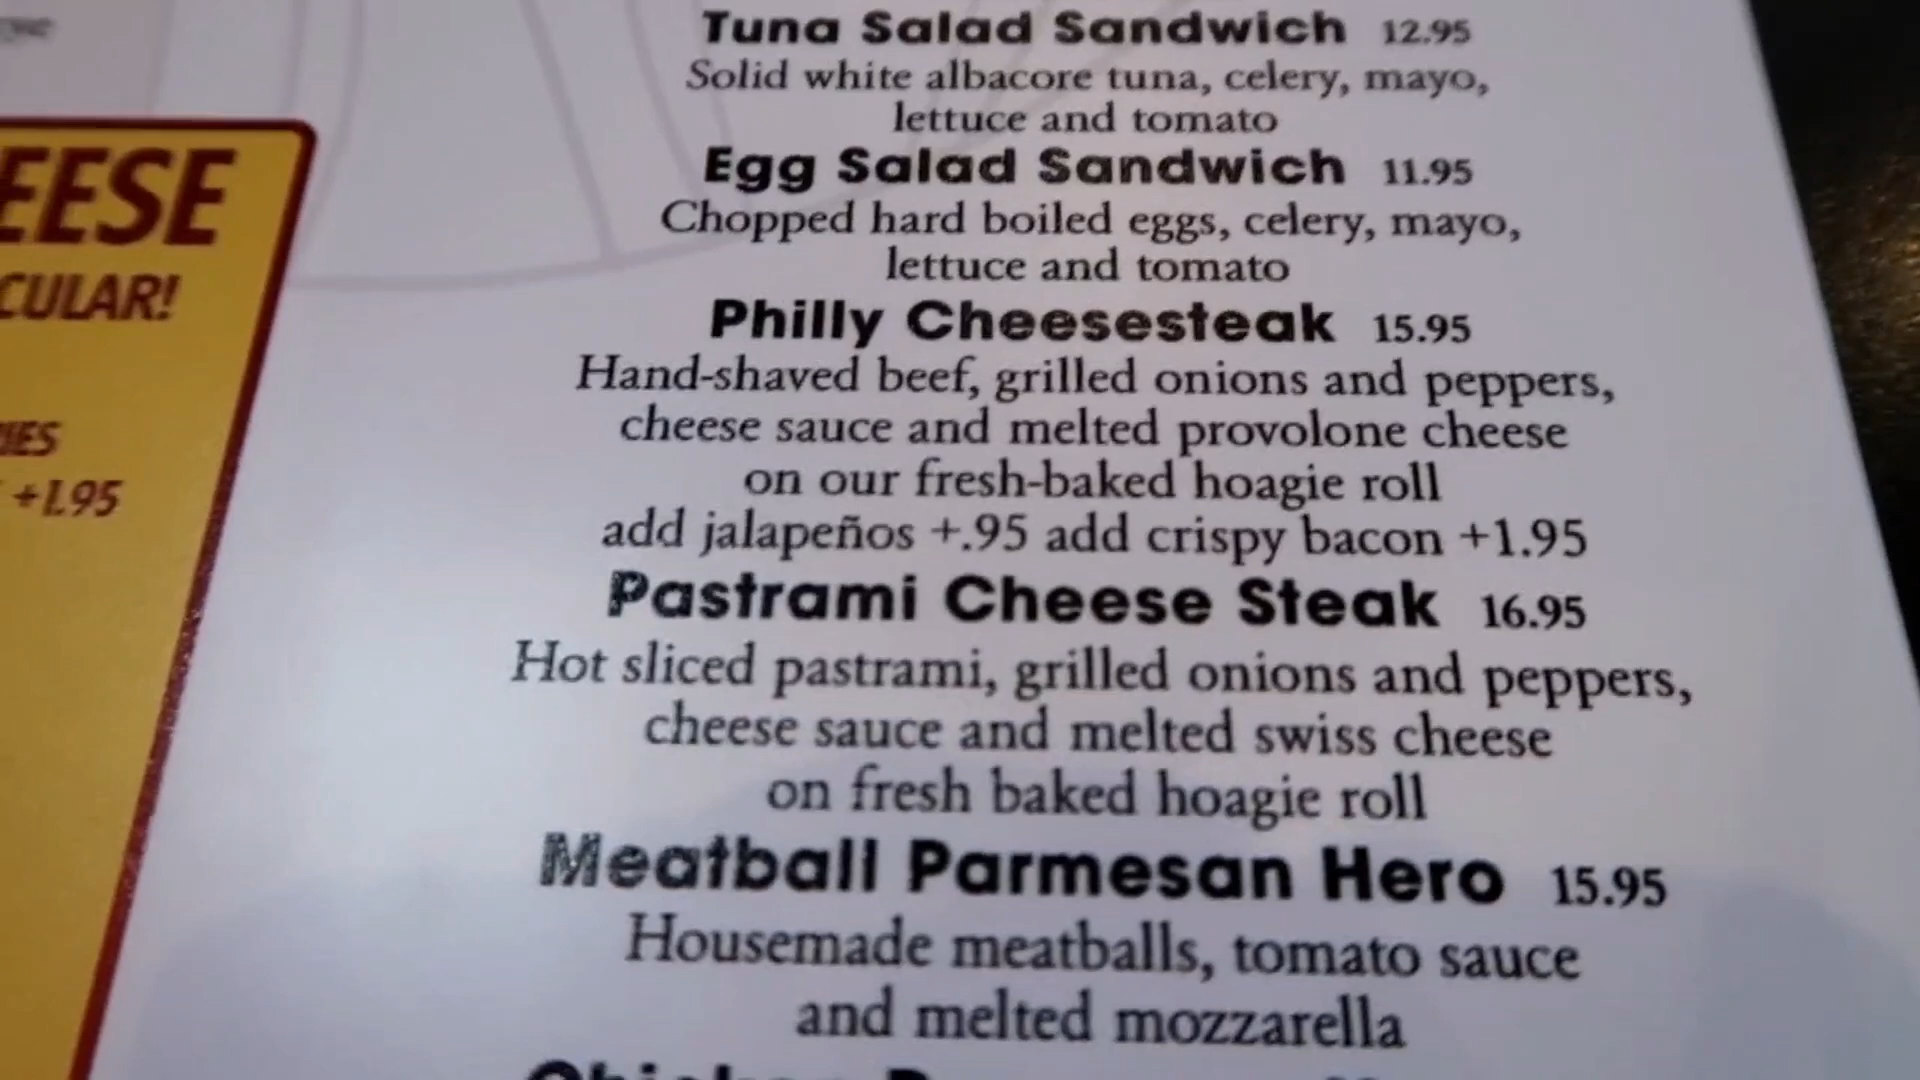 EESE
CULAR!
IES
+1.95
Tuna Salad Sandwich 12.95
Solid white albacore tuna, celery, mayo,
lettuce and tomato
Egg Salad Sandwich 11.95
Chopped hard boiled eggs, celery, mayo,
lettuce and tomato
Philly Cheesesteak 15.95
Hand-shaved beef, grilled onions and peppers,
cheese sauce and melted provolone cheese
on our fresh-baked hoagie roll
add jalapeños +.95 add crispy bacon +1.95
Pastrami Cheese Steak 16.95
Hot sliced pastrami, grilled onions and peppers,
cheese sauce and melted swiss cheese
on fresh baked hoagie roll
Meatball Parmesan Hero 15.95
Housemade meatballs, tomato sauce
and melted mozzarella